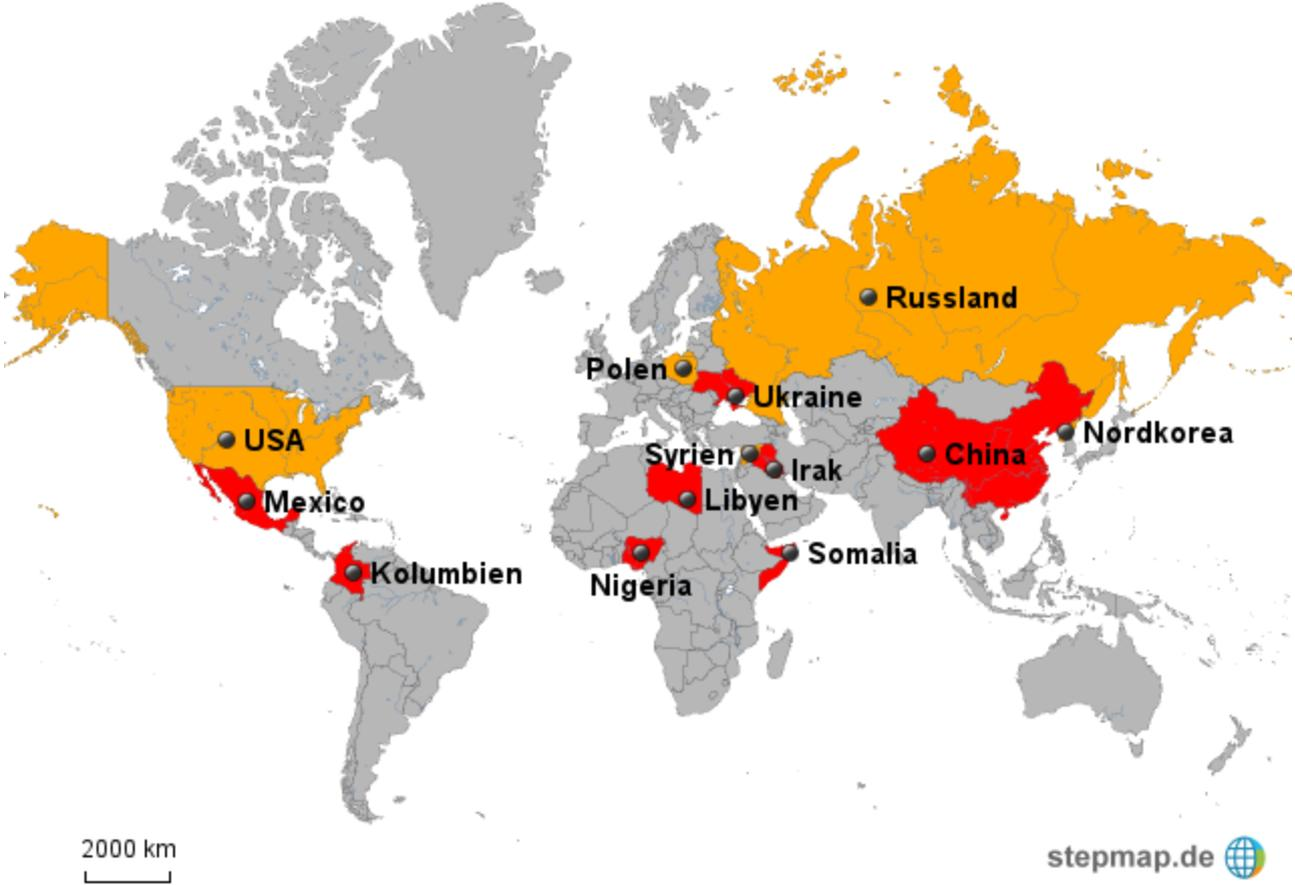 Russland
Polen
Ukraine
Nordkorea
USA
Syrien
China
Irak
Mexico
Libyen
Somalia
Kolumbien
Nigeria
2000 km
stepmap.de